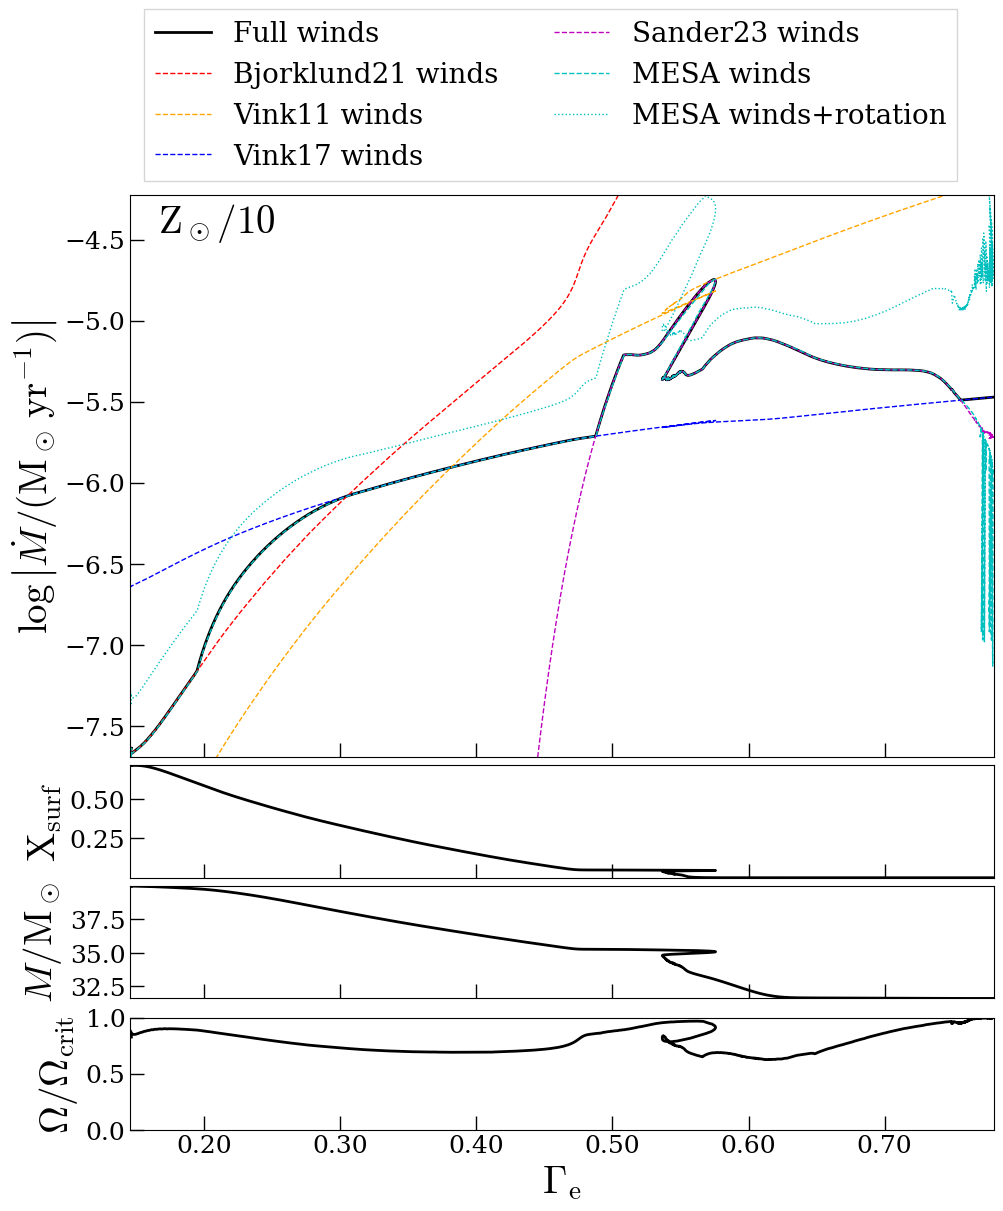 Full winds
Bjorklund21 winds
Vink11 winds
Vink17 winds
Sander23 winds
MESA winds
MESA winds+rotation
Z⊙/10
−4.5
−5.0
−5.5
−6.0
−6.5
−7.0
−7.5
log |Ṁ/(M⊙ yr⁻¹)|
0.50
0.25
X_surf
37.5
35.0
32.5
M/M⊙
1.0
0.5
0.0
Ω/Ω_crit
0.20 0.30 0.40 0.50 0.60 0.70
Γ_e